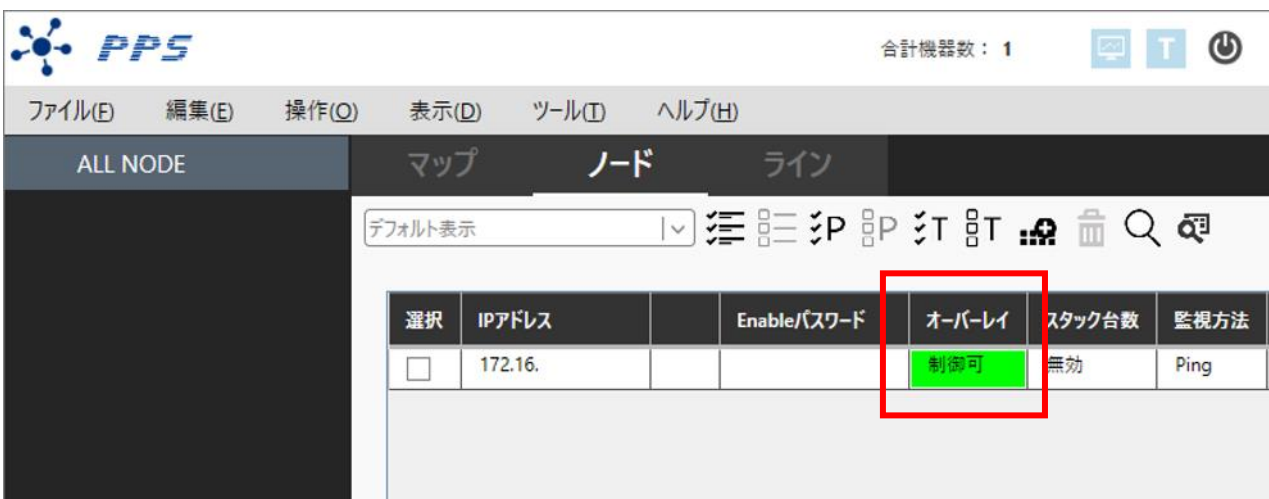 PPS
合計機器数： 1
T
ファイル(F) 編集(E) 操作(O) 表示(D) ツール(T) ヘルプ(H)
ALL NODE
マップ ノード ライン
デフォルト表示
P P T T
選択 IPアドレス Enableパスワード オーバーレイ スタック台数 監視方法
172.16. 制御可 無効 Ping